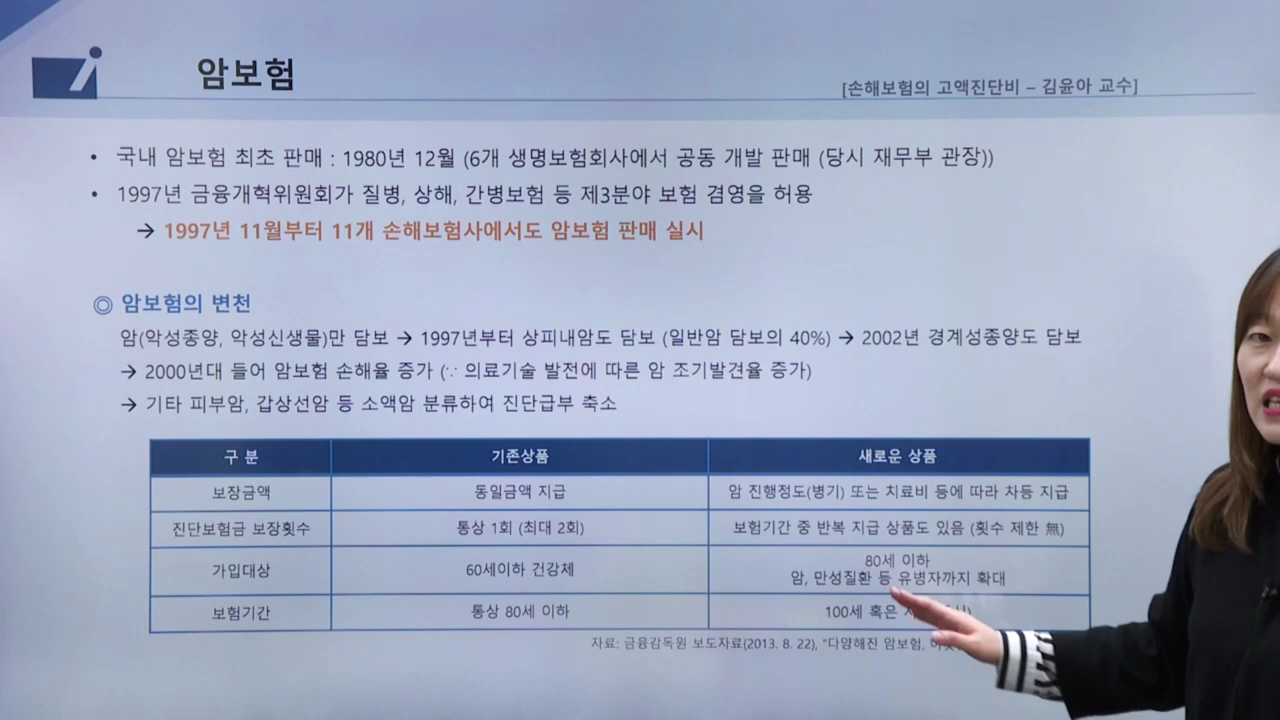 암보험
[손해보험의 고액진단비 – 김윤아 교수]
• 국내 암보험 최초 판매 : 1980년 12월 (6개 생명보험회사에서 공동 개발 판매 (당시 재무부 관장))
• 1997년 금융개혁위원회가 질병, 상해, 간병보험 등 제3분야 보험 겸영을 허용
→ 1997년 11월부터 11개 손해보험사에서도 암보험 판매 실시
◎ 암보험의 변천
암(악성종양, 악성신생물)만 담보 → 1997년부터 상피내암도 담보 (일반암 담보의 40%) → 2002년 경계성종양도 담보
→ 2000년대 들어 암보험 손해율 증가 (∵ 의료기술 발전에 따른 암 조기발견율 증가)
→ 기타 피부암, 갑상선암 등 소액암 분류하여 진단급부 축소
구 분 기존상품 새로운 상품
보장금액 동일금액 지급 암 진행정도(병기) 또는 치료비 등에 따라 차등 지급
진단보험금 보장횟수 통상 1회 (최대 2회) 보험기간 중 반복 지급 상품도 있음 (횟수 제한 無)
가입대상 60세이하 건강체 80세 이하
암, 만성질환 등 유병자까지 확대
보험기간 통상 80세 이하 100세 혹은
자료: 금융감독원 보도자료(2013. 8. 22), "다양해진 암보험,